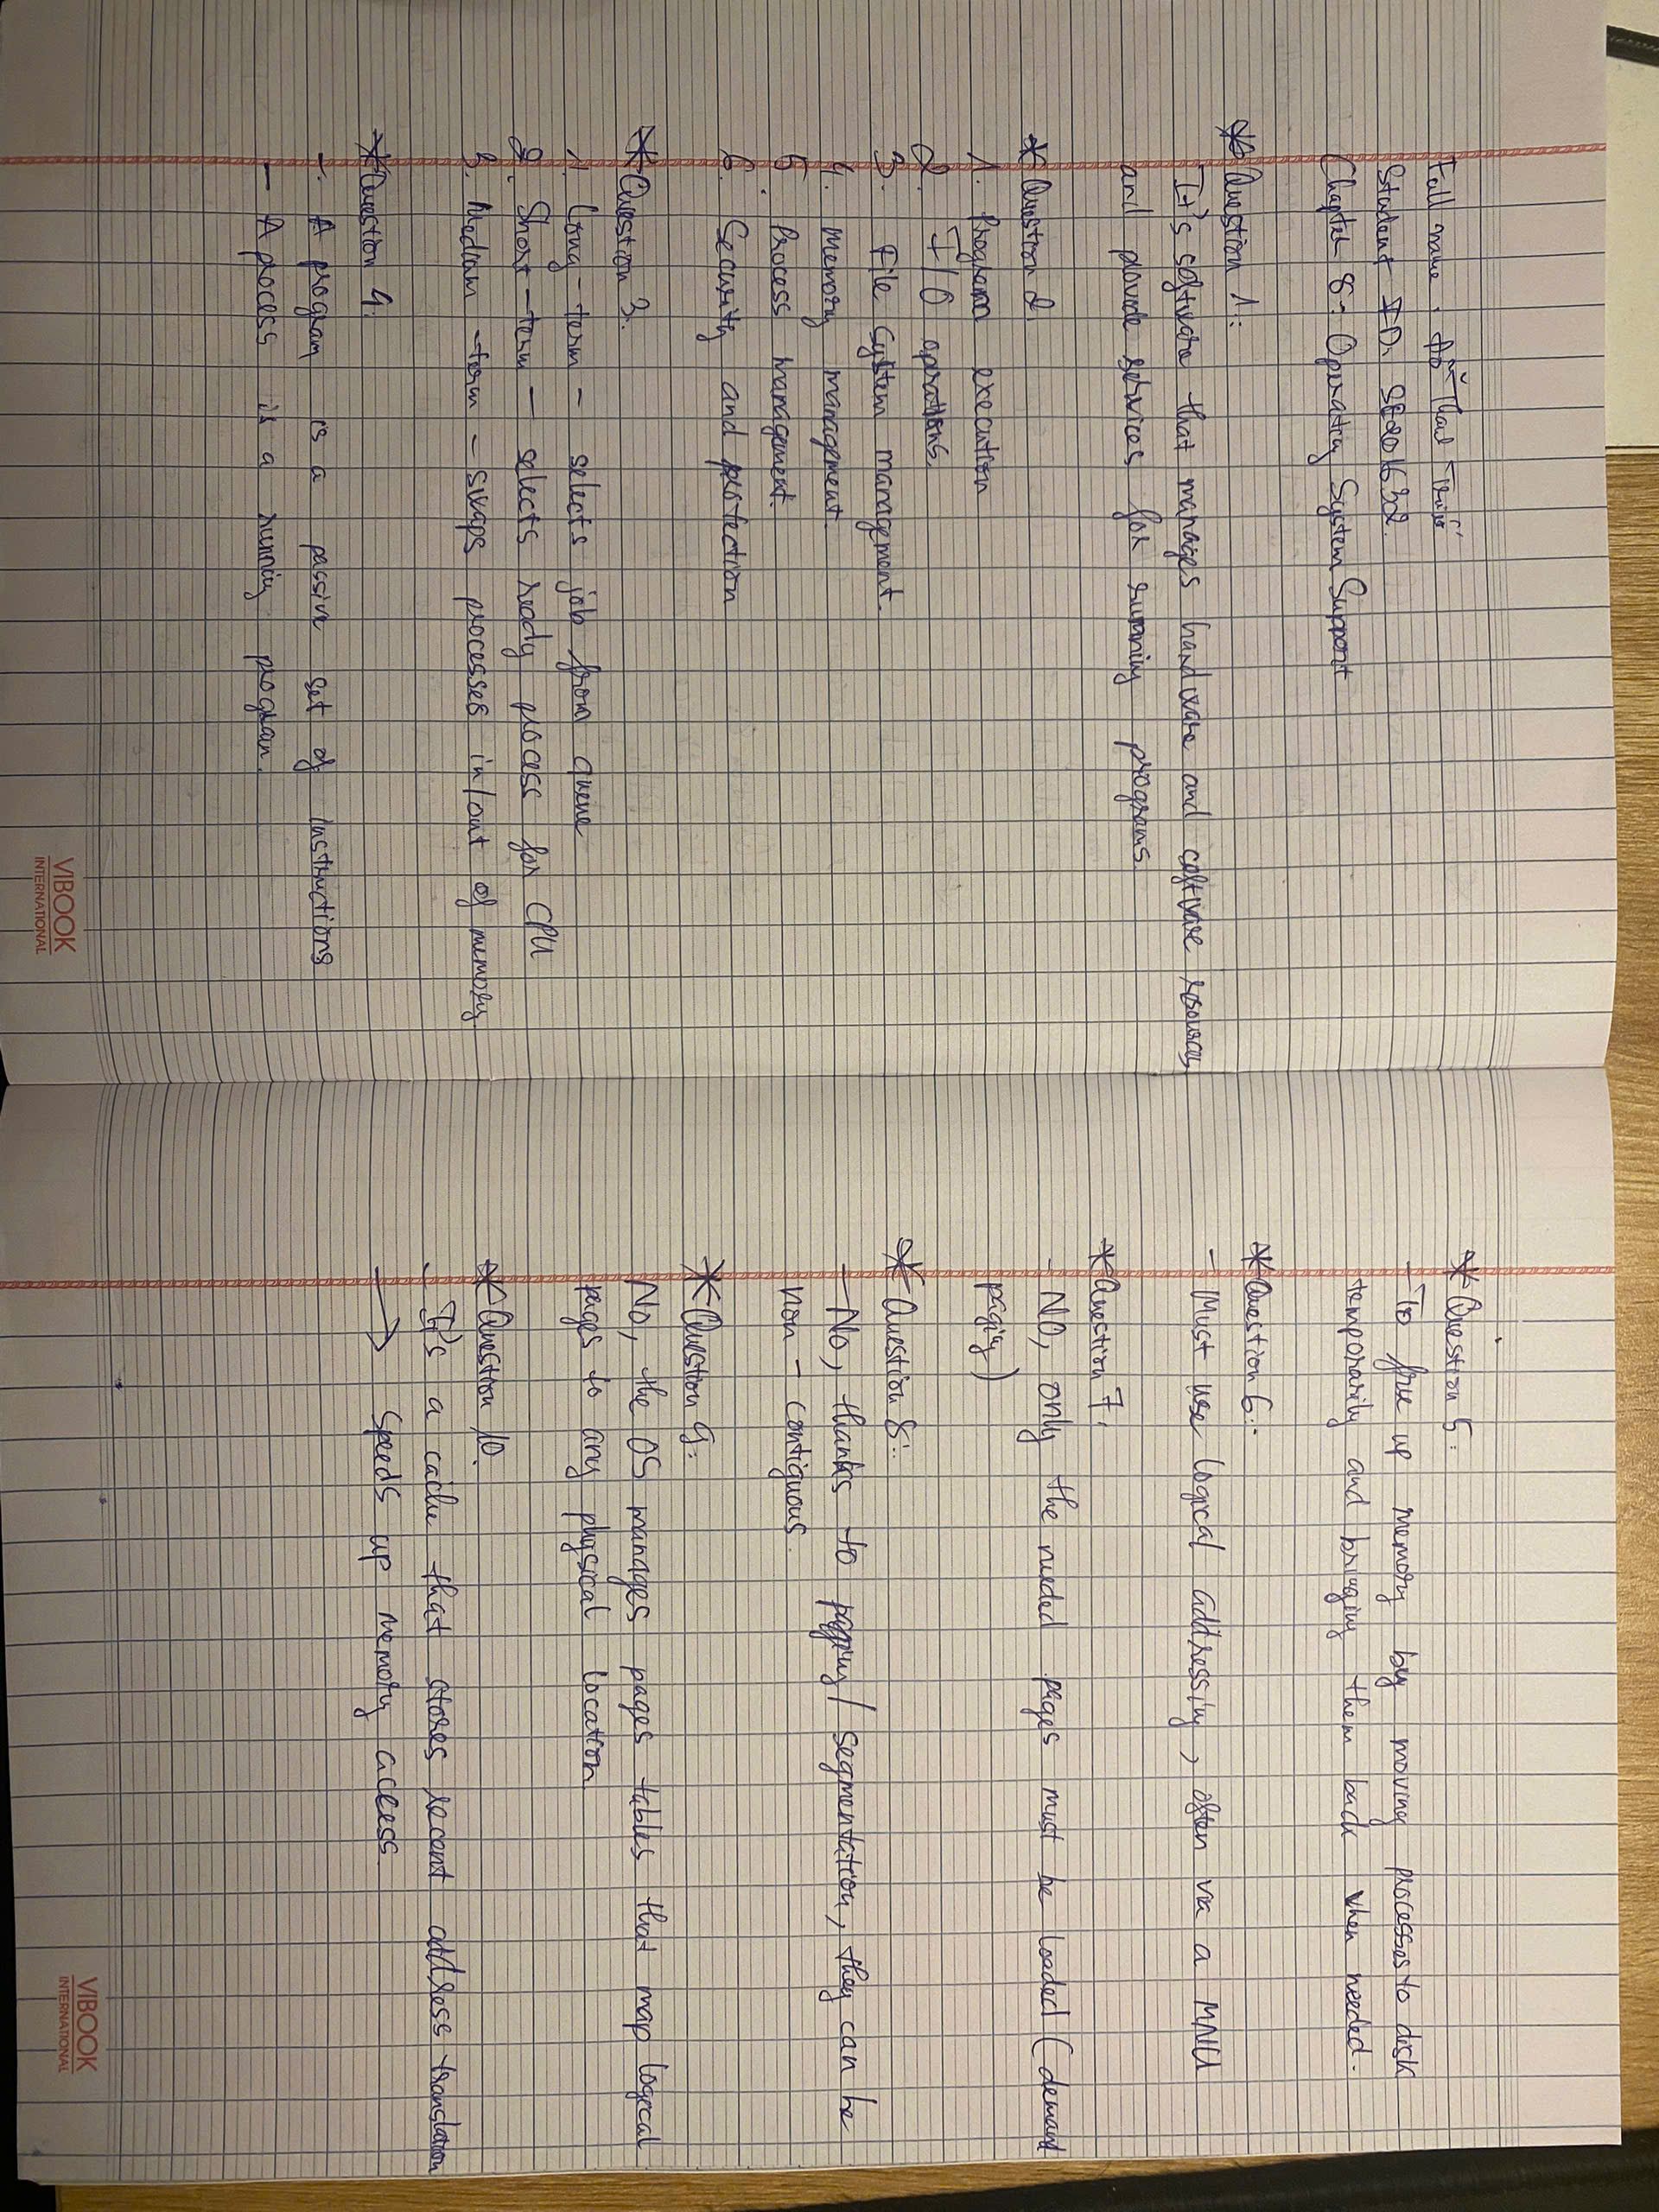 Full name: Đỗ Thái
Student ID: SE201632.
Chapter 8: Operating System Support
* Question 1:
It's software that manages hardware and software resources
and provide services for running programs.
* Question 2.
1. Program execution
2. I/O operations.
3. File system management.
4. memory management.
5. Process management.
6. Security and protection
* Question 3:
1. Long-term - selects job from queue
2. Short-term - selects ready process for CPU
3. Medium-term - swaps processes in/out of memory
* Question 4.
- A program is a passive set of instructions
- A process is a running program.
VIBOOK
INTERNATIONAL
* Question 5:
- To free up memory by moving processes to disk
temporarily and bringing them back when needed.
* Question 6:
- Must use logical addressing, often via a MMU
* Question 7.
- NO, only the needed pages must be loaded (demand
paging)
* Question 8:
- No, thanks to paging/segmentation, they can be
non-contiguous.
* Question 9:
No, the OS manages pages tables that map logical
pages to any physical location.
* Question 10.
- It's a cache that stores recent address translation
→ Speeds up memory access.
VIBOOK
INTERNATIONAL